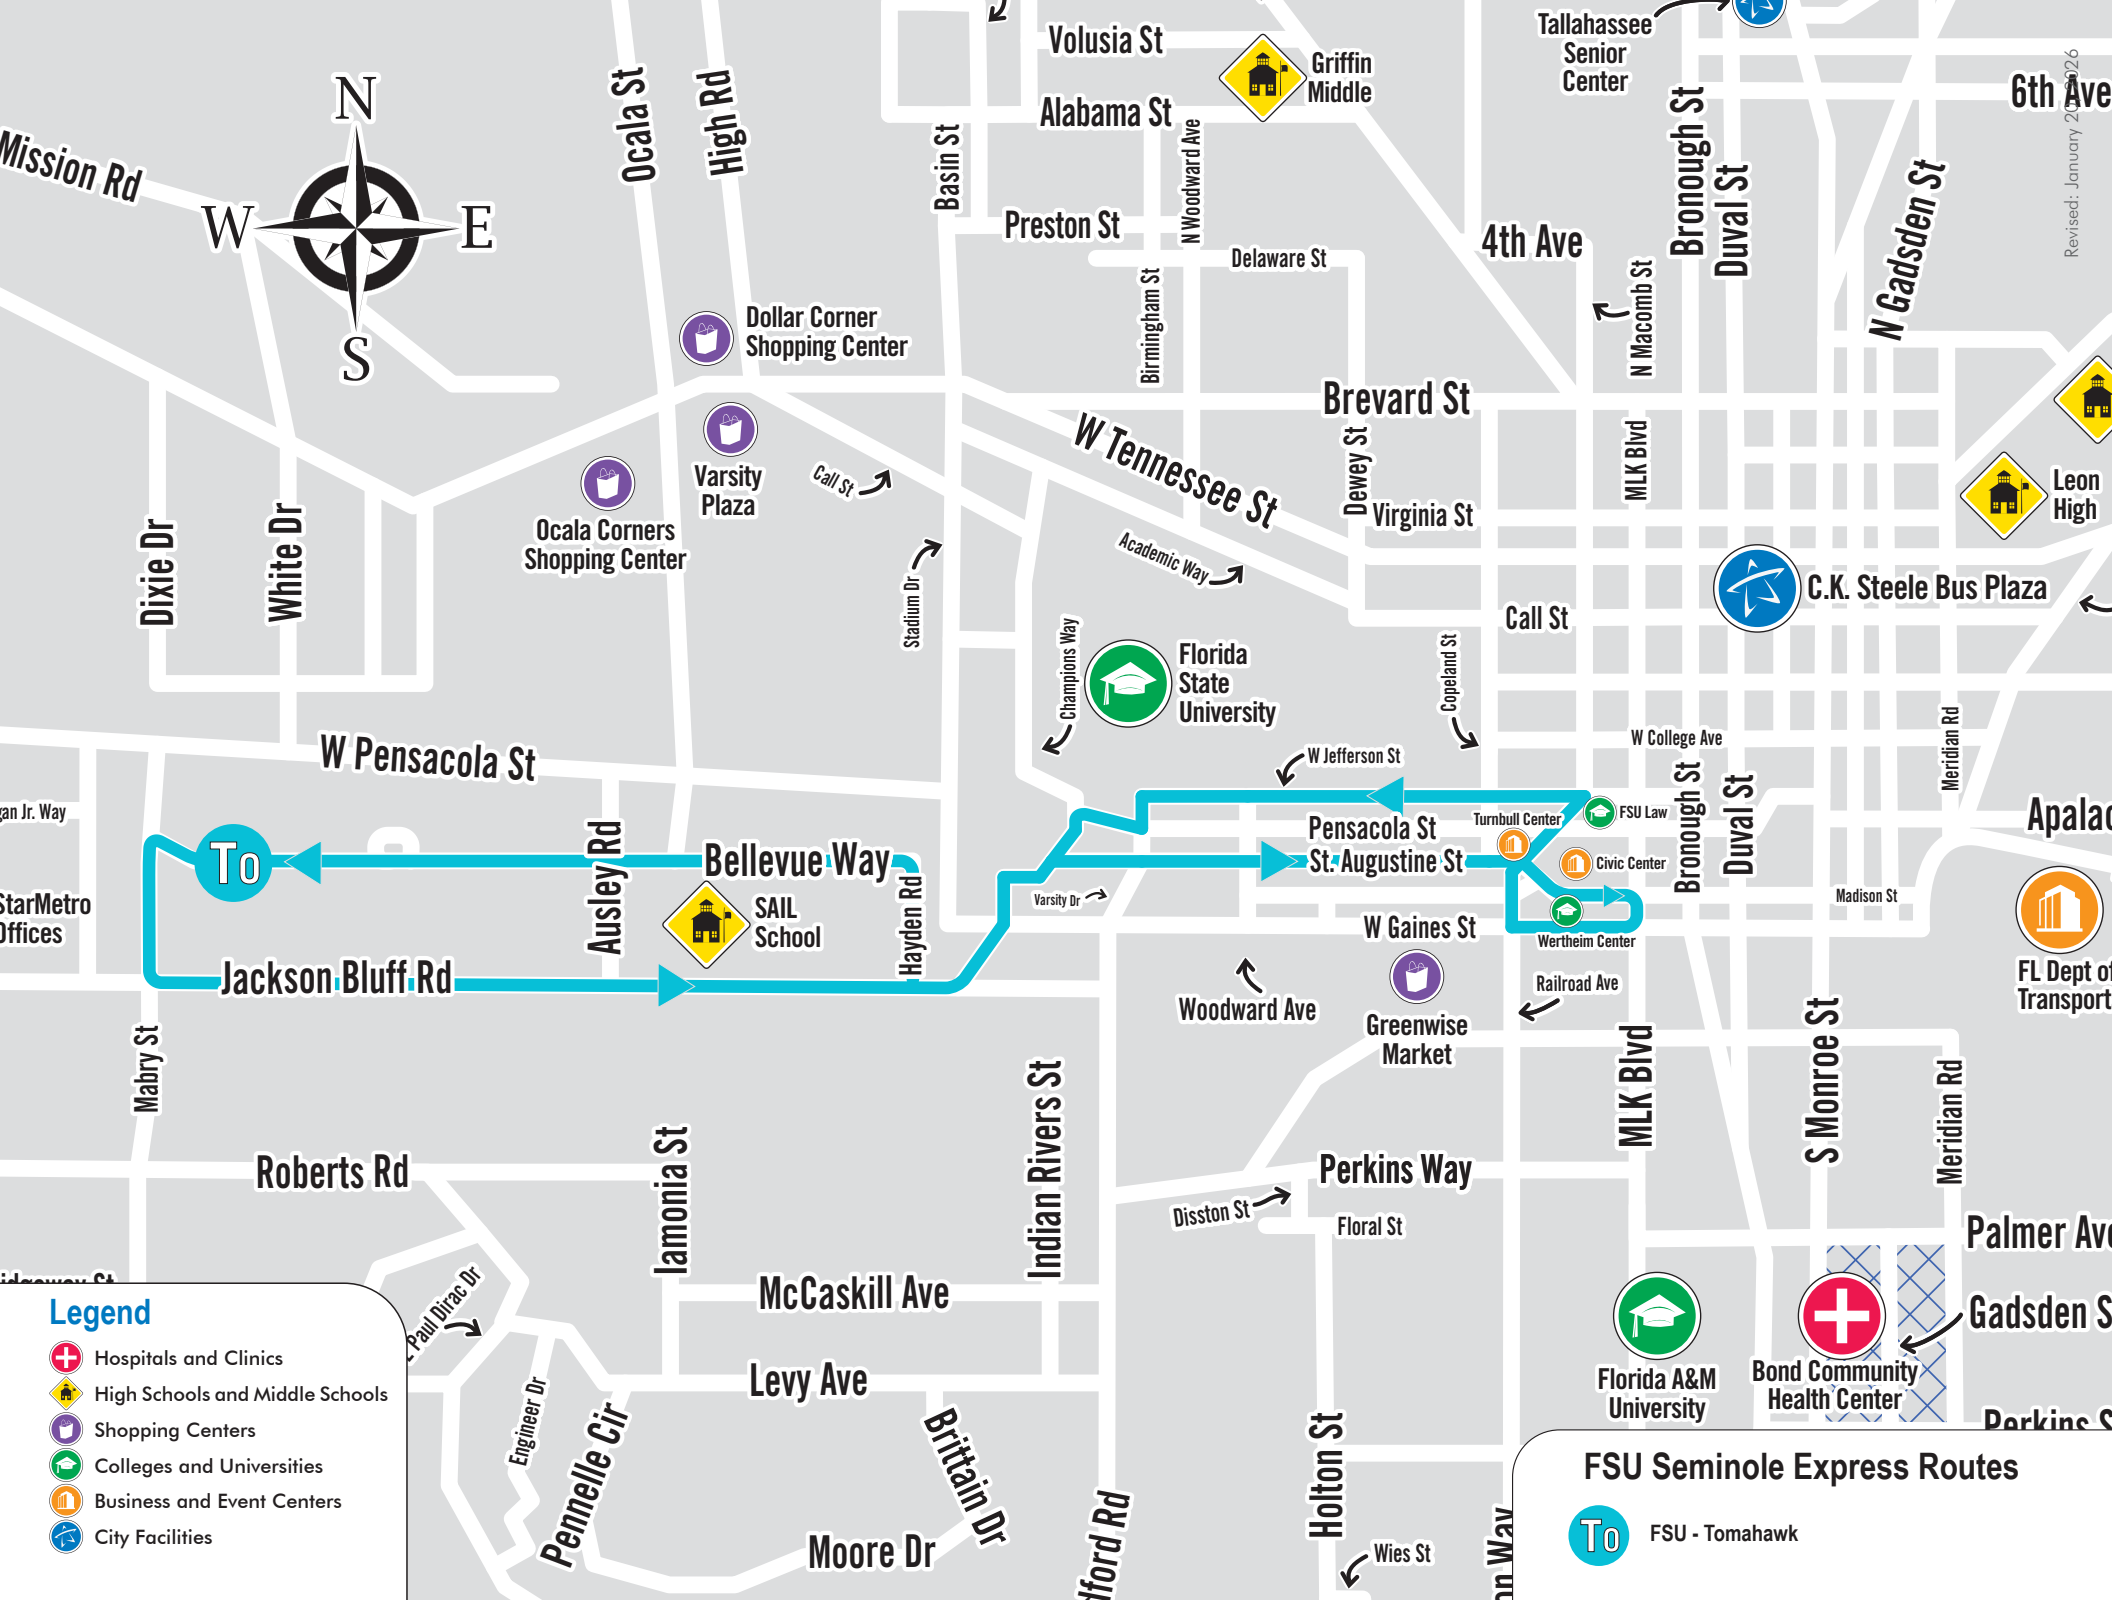 Volusia St
Griffin
Middle
Tallahassee
Senior
Center
6th Ave
Revised: January
Alabama St
Ocala St
High Rd
Basin St
N Woodward Ave
Bronough St
Duval St
N Gadsden St
N
W
E
S
Mission Rd
Preston St
4th Ave
Delaware St
Birmingham St
N Macomb St
Dollar Corner
Shopping Center
Brevard St
W Tennessee St
Dewey St
MLK Blvd
Varsity
Plaza
Call St
Leon
High
Virginia St
Ocala Corners
Shopping Center
Dixie Dr
White Dr
Stadium Dr
Academic Way
C.K. Steele Bus Plaza
Call St
Champions Way
Florida
State
University
Copeland St
W College Ave
Meridian Rd
W Pensacola St
W Jefferson St
Bronough St
Duval St
gan Jr. Way
Turnbull Center
FSU Law
Pensacola St
Apalac
To
Ausley Rd
Bellevue Way
St. Augustine St
Civic Center
Hayden Rd
Varsity Dr
Madison St
StarMetro
Offices
SAIL
School
W Gaines St
Wertheim Center
Jackson Bluff Rd
Woodward Ave
Railroad Ave
Greenwise
Market
FL Dept of
Transport
Mabry St
Indian Rivers St
MLK Blvd
S Monroe St
Meridian Rd
Roberts Rd
Iamonia St
Perkins Way
Disston St
Floral St
Palmer Ave
McCaskill Ave
Paul Dirac Dr
Gadsden S
Levy Ave
Florida A&M
University
Bond Community
Health Center
Engineer Dr
Pennelle Cir
Brittain Dr
Holton St
Perkins S
Moore Dr
dford Rd
Wies St
on Way
Legend
Hospitals and Clinics
High Schools and Middle Schools
Shopping Centers
Colleges and Universities
Business and Event Centers
City Facilities
FSU Seminole Express Routes
To
FSU - Tomahawk